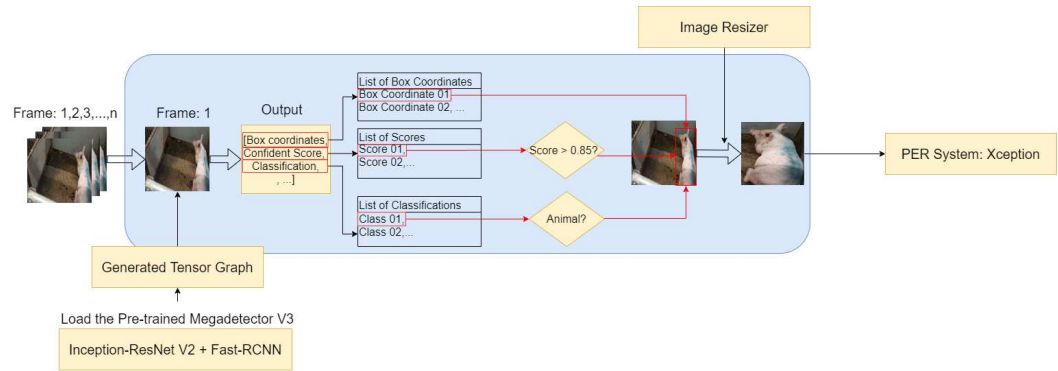 Image Resizer
Frame: 1,2,3,...,n
Frame: 1
Output
[Box coordinates,
Confident Score,
Classification,
, ...]
List of Box Coordinates
Box Coordinate 01
Box Coordinate 02, ...
List of Scores
Score 01,
Score 02,...
List of Classifications
Class 01,
Class 02,...
Score > 0.85?
Animal?
PER System: Xception
Generated Tensor Graph
Load the Pre-trained Megadetector V3
Inception-ResNet V2 + Fast-RCNN